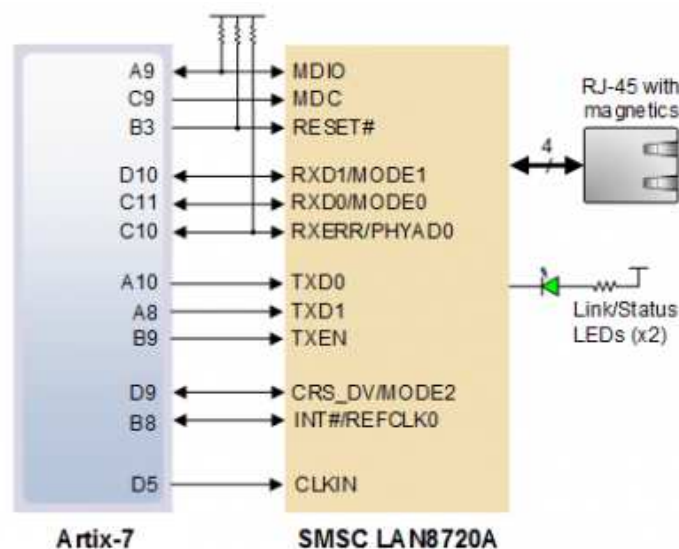 A9 MDIO
C9 MDC
B3 RESET#
D10 RXD1/MODE1
C11 RXD0/MODE0
C10 RXERR/PHYAD0
A10 TXD0
A8 TXD1
B9 TXEN
D9 CRS_DV/MODE2
B8 INT#/REFCLK0
D5 CLKIN
Artix-7
SMSC LAN8720A
RJ-45 with
magnetics
4
Link/Status
LEDs (x2)